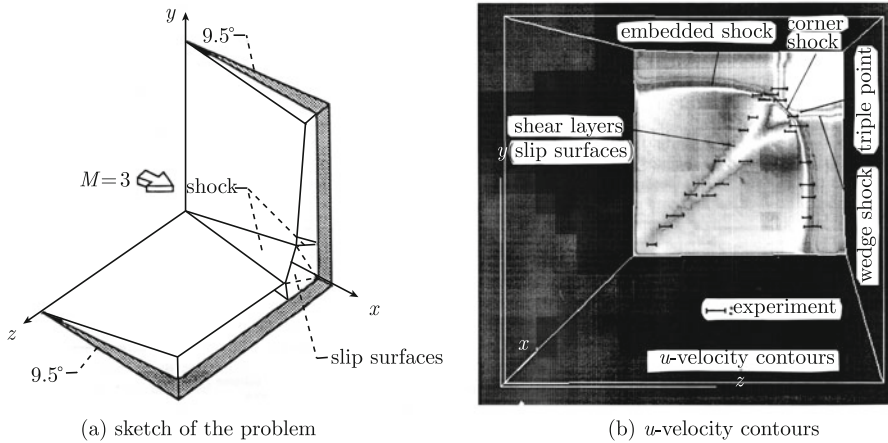 y
9.5°
M=3
shock
x
z
9.5°
slip surfaces
(a) sketch of the problem
embedded shock
corner
shock
triple point
shear layers
y
(slip surfaces)
wedge shock
experiment
x
u-velocity contours
z
(b) u-velocity contours